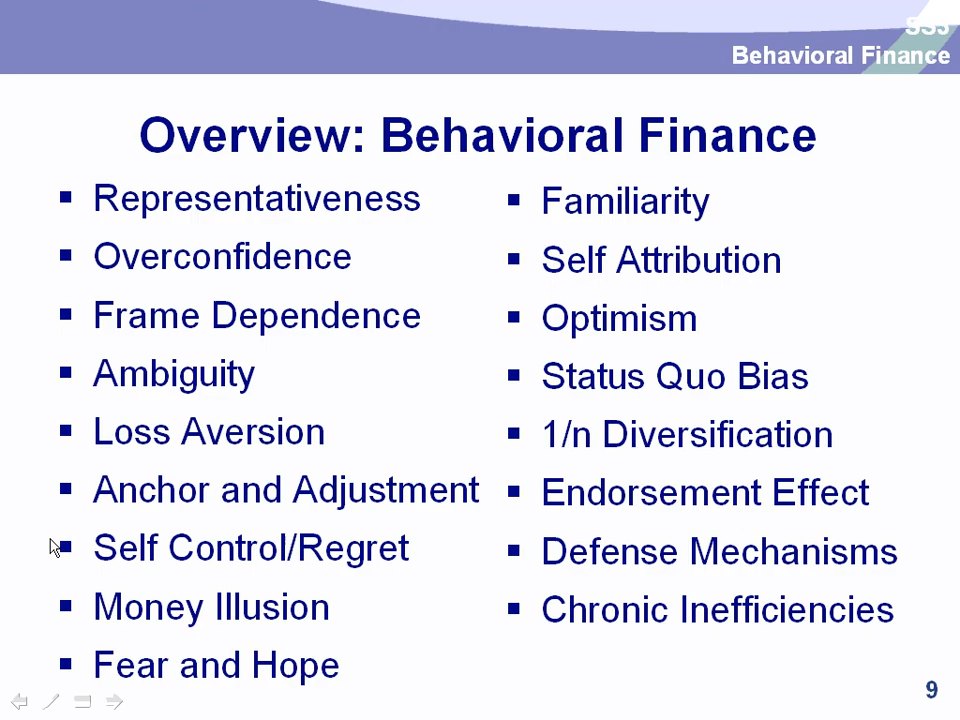 SS3
Behavioral Finance
Overview: Behavioral Finance
▪ Representativeness
▪ Overconfidence
▪ Frame Dependence
▪ Ambiguity
▪ Loss Aversion
▪ Anchor and Adjustment
▪ Self Control/Regret
▪ Money Illusion
▪ Fear and Hope
▪ Familiarity
▪ Self Attribution
▪ Optimism
▪ Status Quo Bias
▪ 1/n Diversification
▪ Endorsement Effect
▪ Defense Mechanisms
▪ Chronic Inefficiencies
9